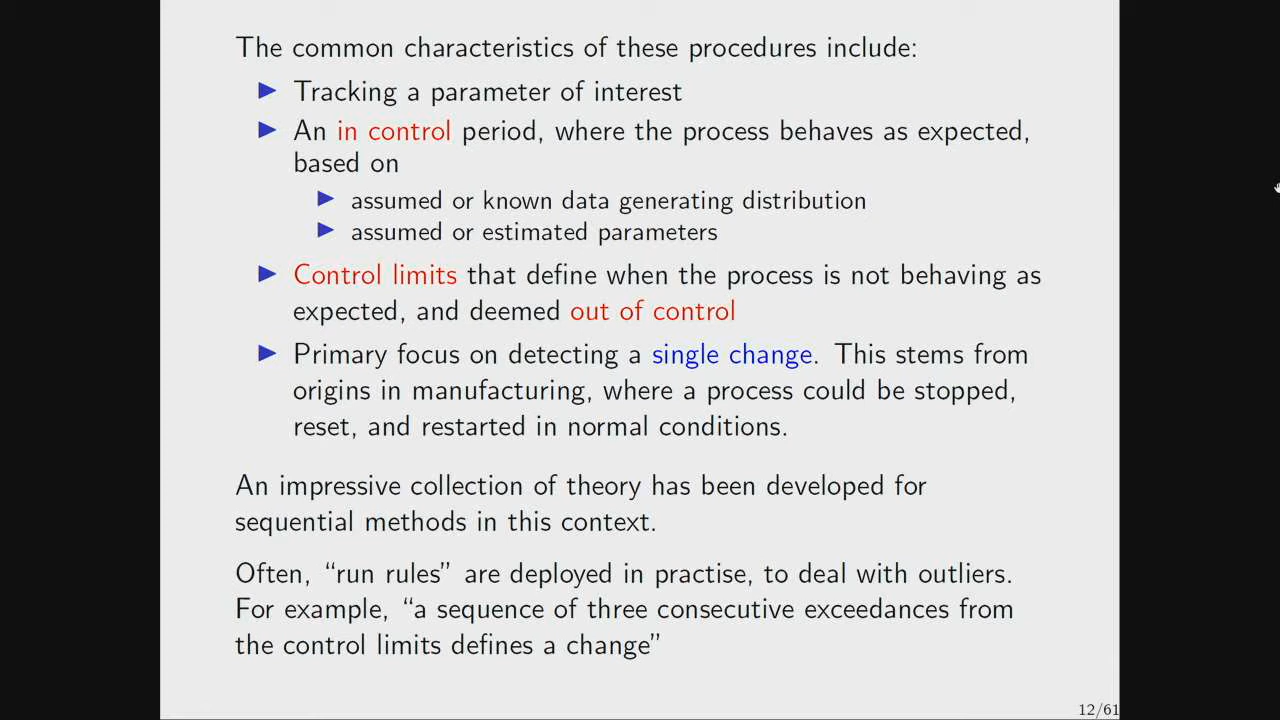 The common characteristics of these procedures include:
Tracking a parameter of interest
An in control period, where the process behaves as expected,
based on
assumed or known data generating distribution
assumed or estimated parameters
Control limits that define when the process is not behaving as
expected, and deemed out of control
Primary focus on detecting a single change. This stems from
origins in manufacturing, where a process could be stopped,
reset, and restarted in normal conditions.
An impressive collection of theory has been developed for
sequential methods in this context.
Often, “run rules” are deployed in practise, to deal with outliers.
For example, “a sequence of three consecutive exceedances from
the control limits defines a change”
12/61